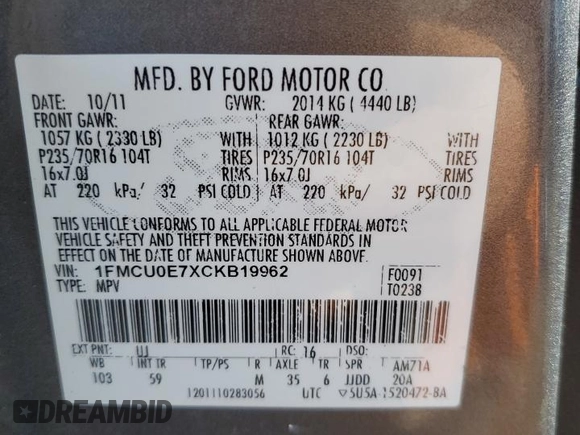 MFD. BY FORD MOTOR CO.
DATE: 10/11 GVWR: 2014 KG ( 4440 LB)
FRONT GAWR: REAR GAWR:
1057 KG ( 2330 LB) WITH 1012 KG ( 2230 LB) WITH
P235/70R16 104T TIRES P235/70R16 104T TIRES
16x7.0J RIMS 16x7.0J RIMS
AT 220 kPa/ 32 PSI COLD AT 220 kPa/ 32 PSI COLD
THIS VEHICLE CONFORMS TO ALL APPLICABLE FEDERAL MOTOR
VEHICLE SAFETY AND THEFT PREVENTION STANDARDS IN
EFFECT ON THE DATE OF MANUFACTURE SHOWN ABOVE.
VIN: 1FMCU0E7XCKB19962 F0091
TYPE: MPV T0238
EXT PNT: UJ RC: 16 DSO:
WB INT TR TP/PS R AXLE TR SPR AM71A
103 59 M 35 6 JJDD 20A
1201110283056 UTC ▽5U5A-1520472-BA
DREAMBID